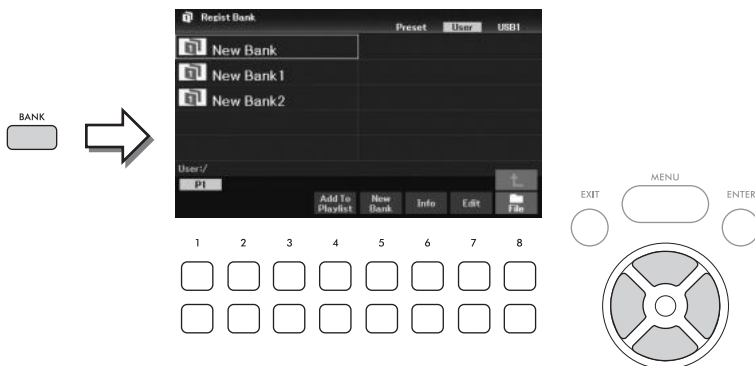 BANK
Regist Bank
Preset User USB1
New Bank
New Bank1
New Bank2
User:/
P1
Add To Playlist
New Bank
Info
Edit
File
1 2 3 4 5 6 7 8
EXIT
MENU
ENTER